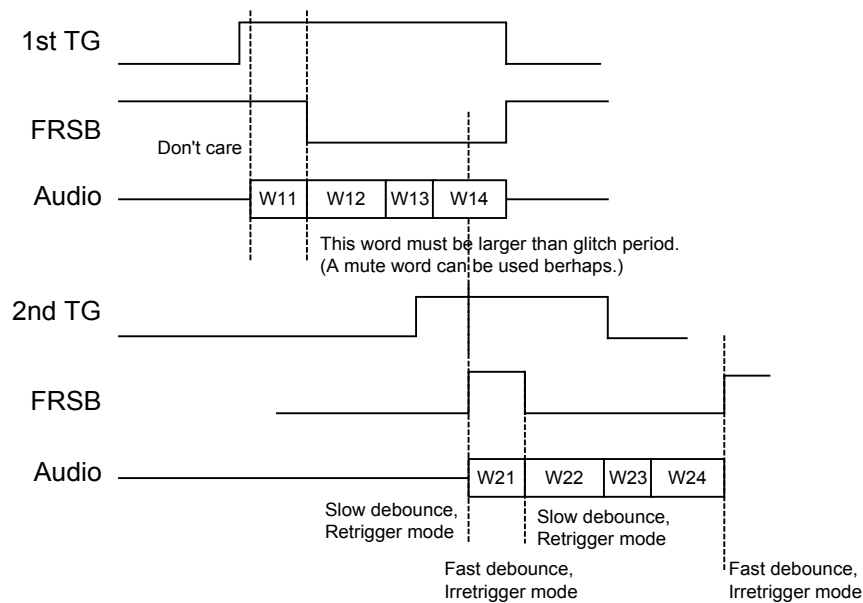 1st TG
FRSB
Don't care
Audio
W11 W12 W13 W14
This word must be larger than glitch period.
(A mute word can be used berhaps.)
2nd TG
FRSB
Audio
W21 W22 W23 W24
Slow debounce,
Retrigger mode
Slow debounce,
Retrigger mode
Fast debounce,
Irretrigger mode
Fast debounce,
Irretrigger mode